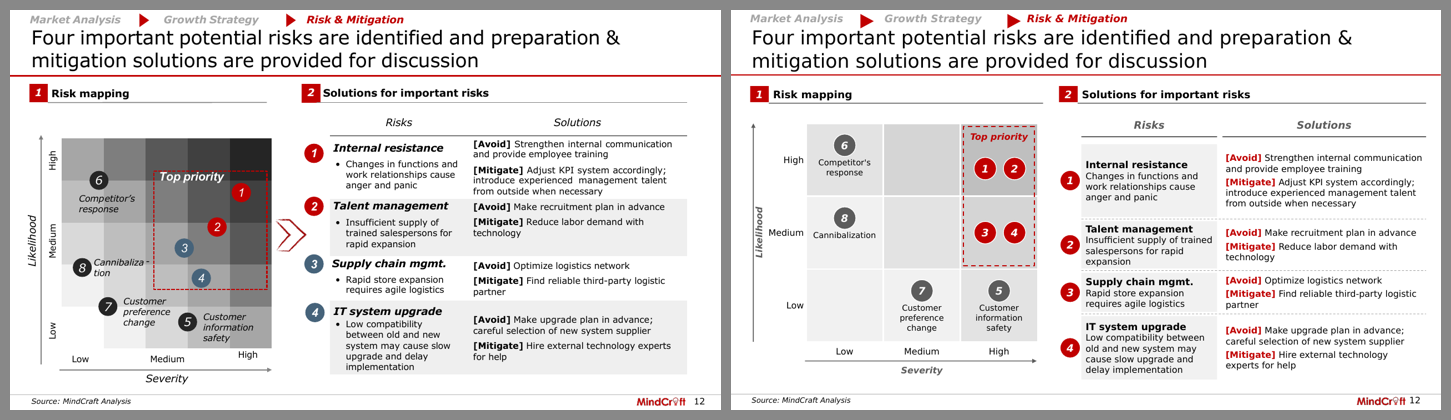 Market Analysis Growth Strategy Risk & Mitigation
Four important potential risks are identified and preparation &
mitigation solutions are provided for discussion
1 Risk mapping
Likelihood
High
Medium
Low
Top priority
1
2
3
4
6
Competitor's
response
8 Cannibaliza-
tion
7 Customer
preference
change
5 Customer
information
safety
Low Medium High
Severity
2 Solutions for important risks
Risks Solutions
1 Internal resistance
• Changes in functions and
work relationships cause
anger and panic
[Avoid] Strengthen internal communication
and provide employee training
[Mitigate] Adjust KPI system accordingly;
introduce experienced management talent
from outside when necessary
2 Talent management
• Insufficient supply of
trained salespersons for
rapid expansion
[Avoid] Make recruitment plan in advance
[Mitigate] Reduce labor demand with
technology
3 Supply chain mgmt.
• Rapid store expansion
requires agile logistics
[Avoid] Optimize logistics network
[Mitigate] Find reliable third-party logistic
partner
4 IT system upgrade
• Low compatibility
between old and new
system may cause slow
upgrade and delay
implementation
[Avoid] Make upgrade plan in advance;
careful selection of new system supplier
[Mitigate] Hire external technology experts
for help
Source: MindCraft Analysis
MindCraft 12
Market Analysis Growth Strategy Risk & Mitigation
Four important potential risks are identified and preparation &
mitigation solutions are provided for discussion
1 Risk mapping
Likelihood
High
Medium
Low
6
Competitor's
response
Top priority
1 2
8
Cannibalization
3 4
7
Customer
preference
change
5
Customer
information
safety
Low Medium High
Severity
2 Solutions for important risks
Risks Solutions
1 Internal resistance
Changes in functions and
work relationships cause
anger and panic
[Avoid] Strengthen internal communication
and provide employee training
[Mitigate] Adjust KPI system accordingly;
introduce experienced management talent
from outside when necessary
2 Talent management
Insufficient supply of trained
salespersons for rapid
expansion
[Avoid] Make recruitment plan in advance
[Mitigate] Reduce labor demand with
technology
3 Supply chain mgmt.
Rapid store expansion
requires agile logistics
[Avoid] Optimize logistics network
[Mitigate] Find reliable third-party logistic
partner
4 IT system upgrade
Low compatibility between
old and new system may
cause slow upgrade and
delay implementation
[Avoid] Make upgrade plan in advance;
careful selection of new system supplier
[Mitigate] Hire external technology
experts for help
Source: MindCraft Analysis
MindCraft 12